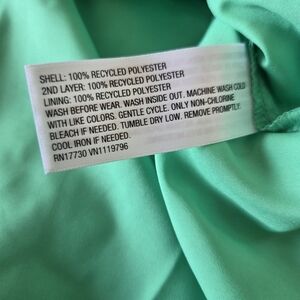 SHELL: 100% RECYCLED POLYESTER
2ND LAYER: 100% RECYCLED POLYESTER
LINING: 100% RECYCLED POLYESTER
WASH BEFORE WEAR. WASH INSIDE OUT. MACHINE WASH COLD
WITH LIKE COLORS. GENTLE CYCLE. ONLY NON-CHLORINE
BLEACH IF NEEDED. TUMBLE DRY LOW. REMOVE PROMPTLY.
COOL IRON IF NEEDED.
RN17730 VN1119796